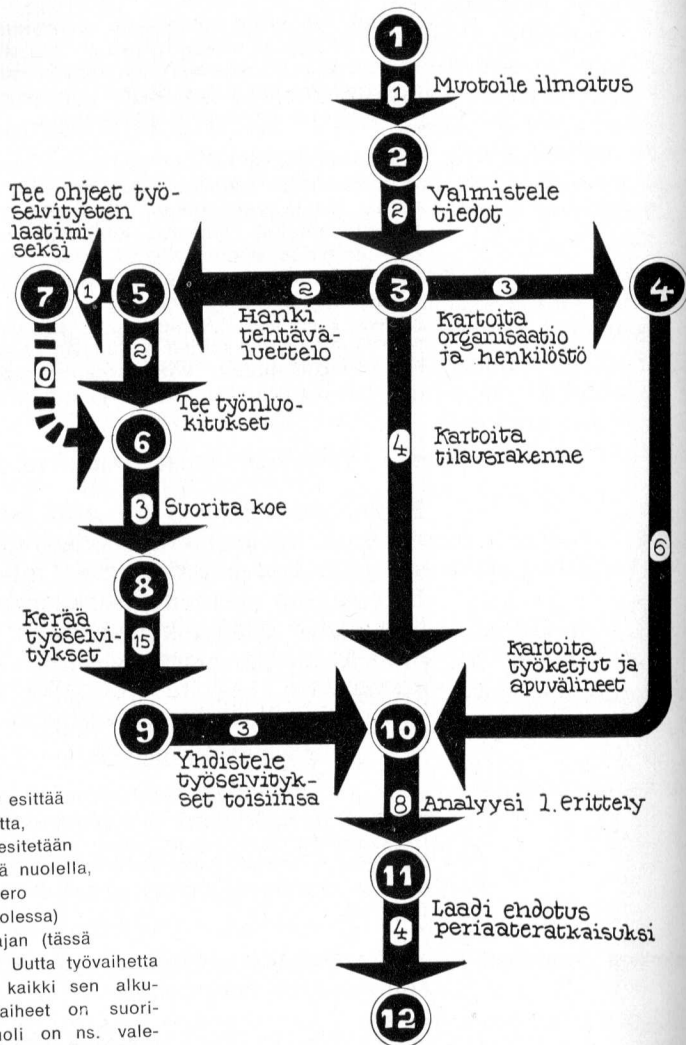 1
1
Muotoile ilmoitus
2
2
Valmistele
tiedot
Tee ohjeet työ-
selvitysten
laatimi-
seksi
7
1
5
2
3
3
4
Hanki
tehtävä-
luettelo
Kartoita
organisaatio
ja henkilöstö
0
2
Tee työnluo-
kitukset
6
4
Kartoita
tilausrakenne
3
Suorita koe
6
8
Kerää
työselvi-
tykset
15
Kartoita
työketjut ja
apuvälineet
9
3
10
Yhdistele
työselvityk-
set toisiinsa
8
Analyysi l. erittely
11
4
Laadi ehdotus
periaateratkaisuksi
12
esittää
tta,
esitetään
ä nuolella,
ero
olessa)
ajan (tässä
Uutta työvaihetta
kaikki sen alku-
aiheet on suori-
uoli on ns. vale-